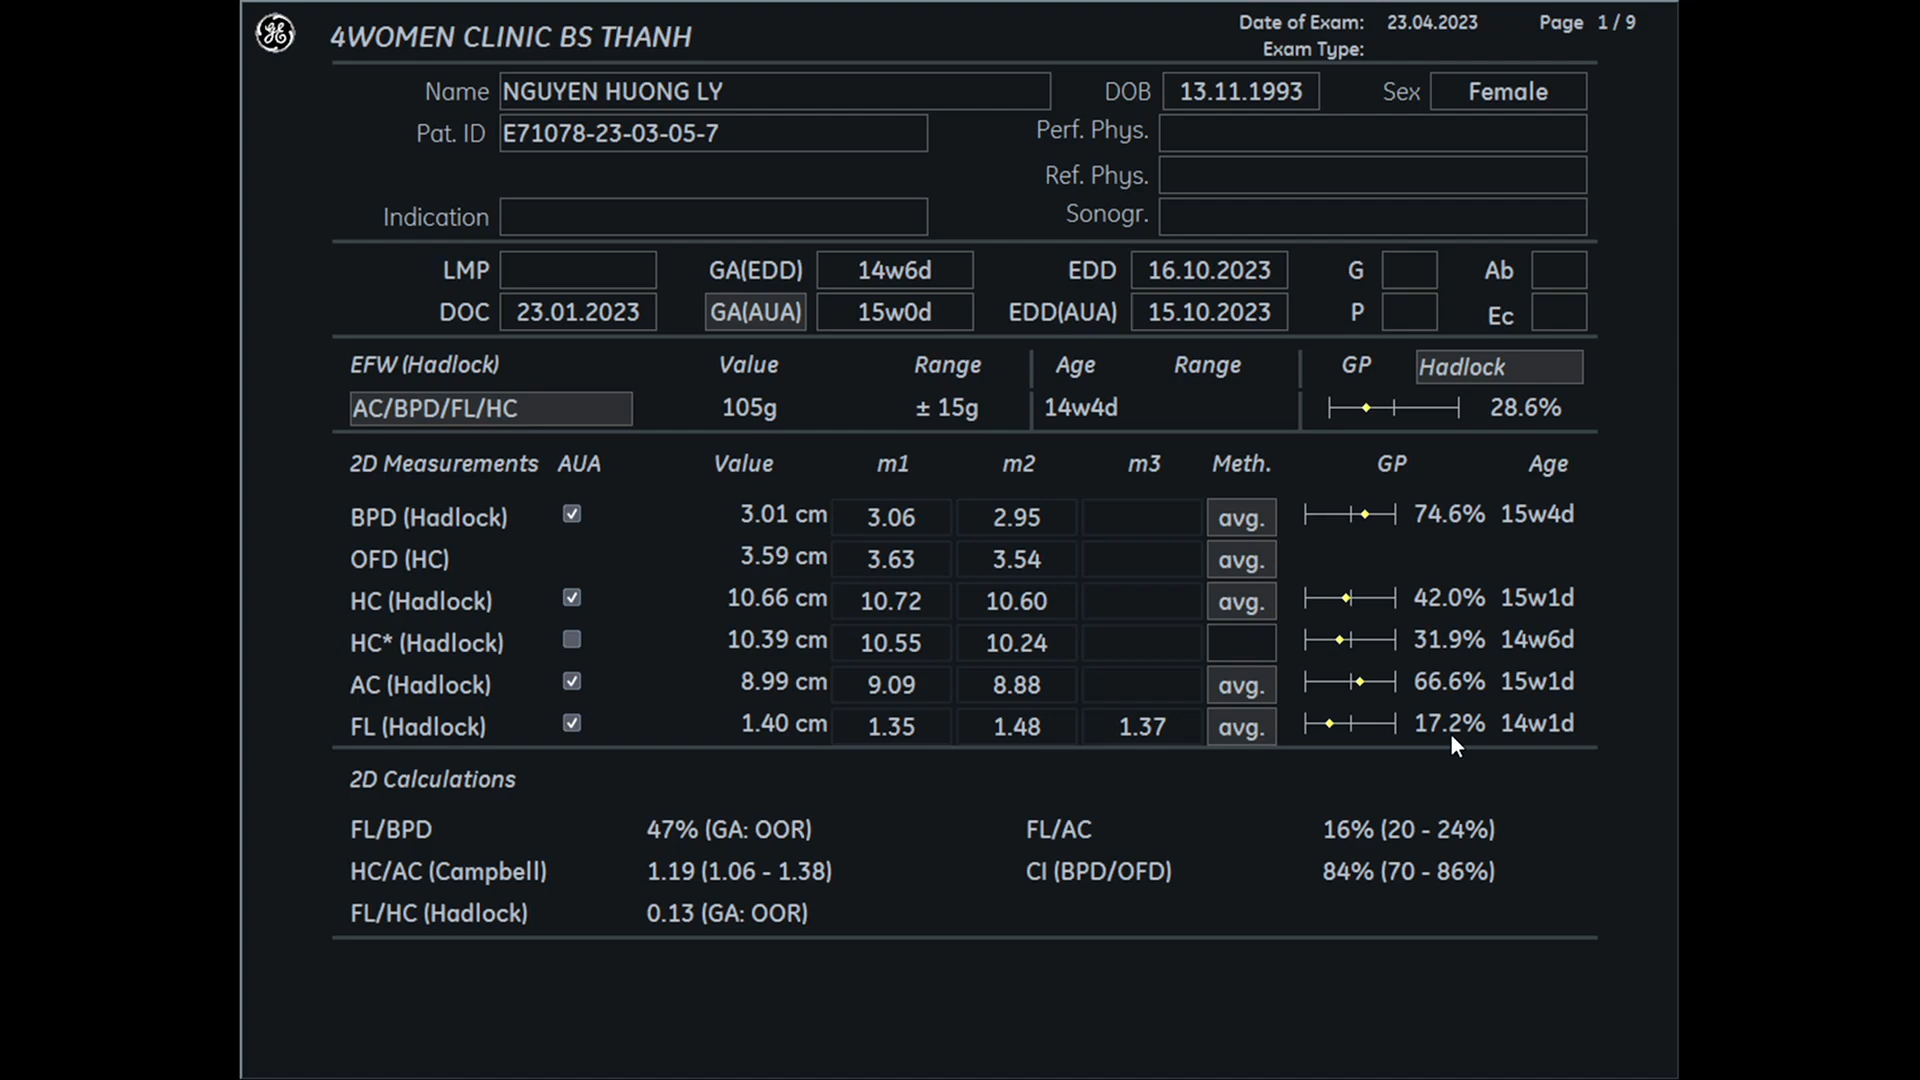 4WOMEN CLINIC BS THANH Date of Exam: 23.04.2023 Page 1 / 9
Exam Type:
Name NGUYEN HUONG LY DOB 13.11.1993 Sex Female
Pat. ID E71078-23-03-05-7 Perf. Phys.
Ref. Phys.
Indication Sonogr.
LMP GA(EDD) 14w6d EDD 16.10.2023 G Ab
DOC 23.01.2023 GA(AUA) 15w0d EDD(AUA) 15.10.2023 P Ec
EFW (Hadlock) Value Range Age Range GP Hadlock
AC/BPD/FL/HC 105g ± 15g 14w4d 28.6%
2D Measurements AUA Value m1 m2 m3 Meth. GP Age
BPD (Hadlock) 3.01 cm 3.06 2.95 avg. 74.6% 15w4d
OFD (HC) 3.59 cm 3.63 3.54 avg.
HC (Hadlock) 10.66 cm 10.72 10.60 avg. 42.0% 15w1d
HC* (Hadlock) 10.39 cm 10.55 10.24 31.9% 14w6d
AC (Hadlock) 8.99 cm 9.09 8.88 avg. 66.6% 15w1d
FL (Hadlock) 1.40 cm 1.35 1.48 1.37 avg. 17.2% 14w1d
2D Calculations
FL/BPD 47% (GA: OOR) FL/AC 16% (20 - 24%)
HC/AC (Campbell) 1.19 (1.06 - 1.38) CI (BPD/OFD) 84% (70 - 86%)
FL/HC (Hadlock) 0.13 (GA: OOR)